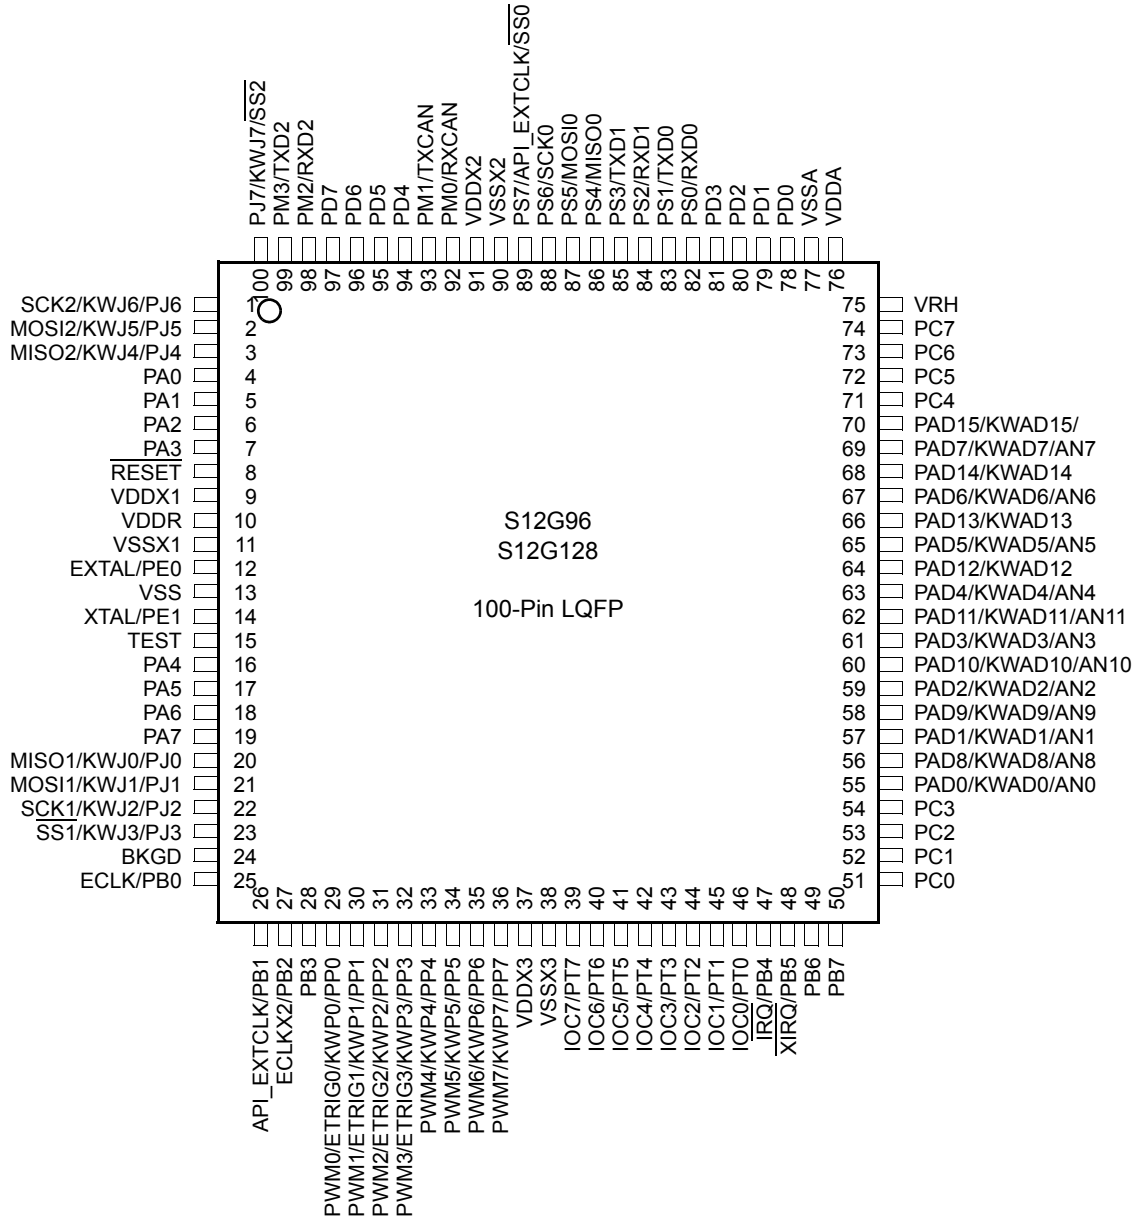 PJ7/KWJ7/SS2
PM3/TXD2
PM2/RXD2
PD7
PD6
PD5
PD4
PM1/TXCAN
PM0/RXCAN
VDDX2
VSSX2
PS7/API_EXTCLK/SS0
PS6/SCK0
PS5/MOSI0
PS4/MISO0
PS3/TXD1
PS2/RXD1
PS1/TXD0
PS0/RXD0
PD3
PD2
PD1
PD0
VSSA
VDDA
100
99
98
97
96
95
94
93
92
91
90
89
88
87
86
85
84
83
82
81
80
79
78
77
76
SCK2/KWJ6/PJ6 1
MOSI2/KWJ5/PJ5 2
MISO2/KWJ4/PJ4 3
PA0 4
PA1 5
PA2 6
PA3 7
RESET 8
VDDX1 9
VDDR 10
VSSX1 11
EXTAL/PE0 12
VSS 13
XTAL/PE1 14
TEST 15
PA4 16
PA5 17
PA6 18
PA7 19
MISO1/KWJ0/PJ0 20
MOSI1/KWJ1/PJ1 21
SCK1/KWJ2/PJ2 22
SS1/KWJ3/PJ3 23
BKGD 24
ECLK/PB0 25
S12G96
S12G128
100-Pin LQFP
75 VRH
74 PC7
73 PC6
72 PC5
71 PC4
70 PAD15/KWAD15/
69 PAD7/KWAD7/AN7
68 PAD14/KWAD14
67 PAD6/KWAD6/AN6
66 PAD13/KWAD13
65 PAD5/KWAD5/AN5
64 PAD12/KWAD12
63 PAD4/KWAD4/AN4
62 PAD11/KWAD11/AN11
61 PAD3/KWAD3/AN3
60 PAD10/KWAD10/AN10
59 PAD2/KWAD2/AN2
58 PAD9/KWAD9/AN9
57 PAD1/KWAD1/AN1
56 PAD8/KWAD8/AN8
55 PAD0/KWAD0/AN0
54 PC3
53 PC2
52 PC1
51 PC0
26
27
28
29
30
31
32
33
34
35
36
37
38
39
40
41
42
43
44
45
46
47
48
49
50
API_EXTCLK/PB1
ECLKX2/PB2
PB3
PWM0/ETRIG0/KWP0/PP0
PWM1/ETRIG1/KWP1/PP1
PWM2/ETRIG2/KWP2/PP2
PWM3/ETRIG3/KWP3/PP3
PWM4/KWP4/PP4
PWM5/KWP5/PP5
PWM6/KWP6/PP6
PWM7/KWP7/PP7
VDDX3
VSSX3
IOC7/PT7
IOC6/PT6
IOC5/PT5
IOC4/PT4
IOC3/PT3
IOC2/PT2
IOC1/PT1
IOC0/PT0
IRQ/PB4
XIRQ/PB5
PB6
PB7